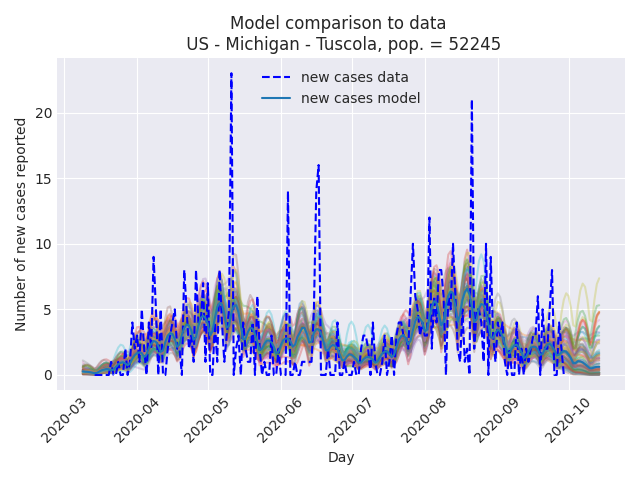 Model comparison to data
US - Michigan - Tuscola, pop. = 52245
new cases data
new cases model
Number of new cases reported
20
15
10
5
0
2020-03
2020-04
2020-05
2020-06
2020-07
2020-08
2020-09
2020-10
Day